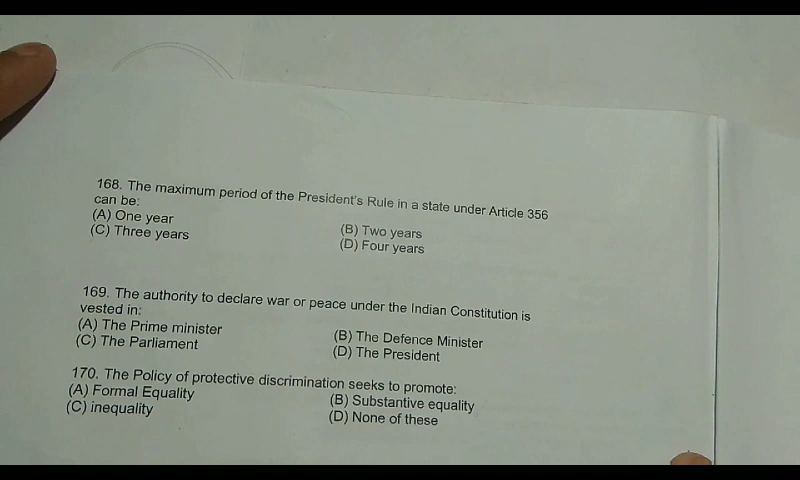 168. The maximum period of the President's Rule in a state under Article 356
can be:
(A) One year (B) Two years
(C) Three years (D) Four years
169. The authority to declare war or peace under the Indian Constitution is
vested in:
(A) The Prime minister (B) The Defence Minister
(C) The Parliament (D) The President
170. The Policy of protective discrimination seeks to promote:
(A) Formal Equality (B) Substantive equality
(C) inequality (D) None of these